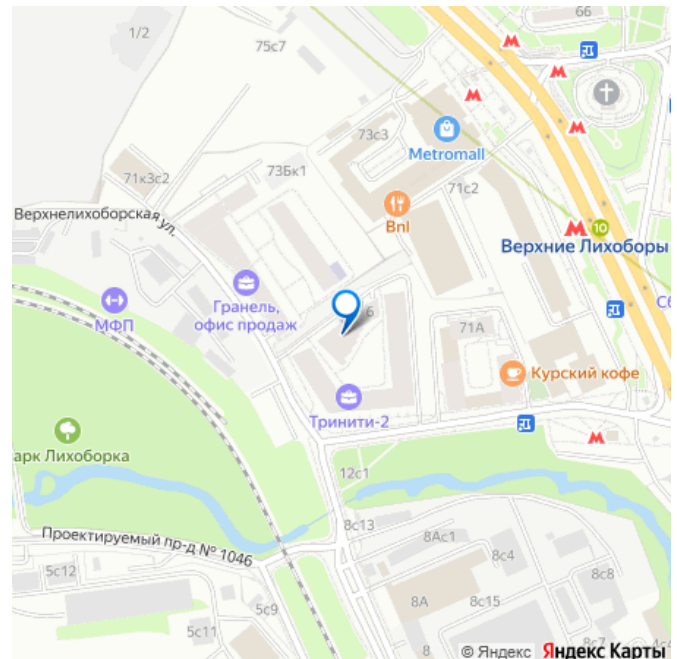 66
1/2
75с7
73с3
Metromall
71к3с2
73Бк1
71с2
Верхнелихоборская ул.
Bnl
10
Верхние Лихоборы
МФП
Гранель,
офис продаж
6
71А
Курский кофе
Тринити-2
арк Лихоборка
12с1
8с13
Проектируемый пр-д № 1046
8Ас1
8с4
5с12
8с8
8А
8с15
5с9
5с11
8с7
4с4
© Яндекс Яндекс Карты